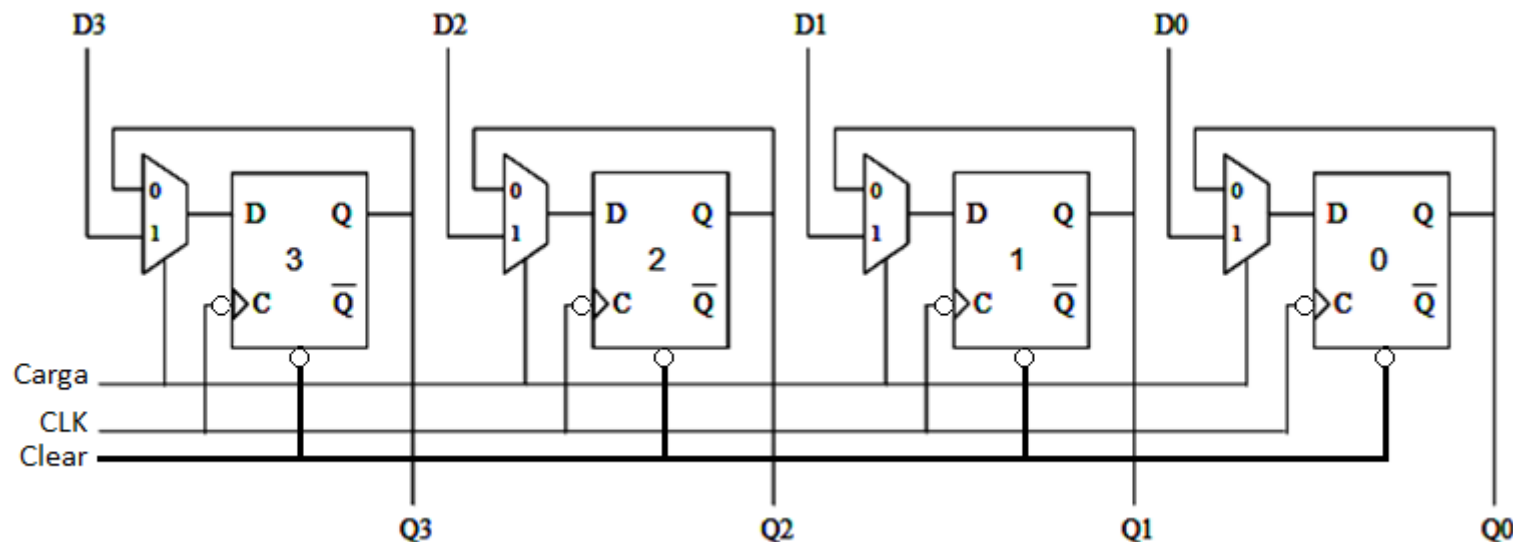 D3 D2 D1 D0
0 0 0 0
D Q D Q D Q D Q
1 1 1 1
3 2 1 0
C Q̅ C Q̅ C Q̅ C Q̅
Carga
CLK
Clear
Q3 Q2 Q1 Q0